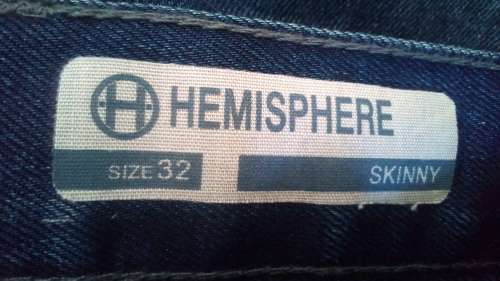 H HEMISPHERE
SIZE 32 SKINNY